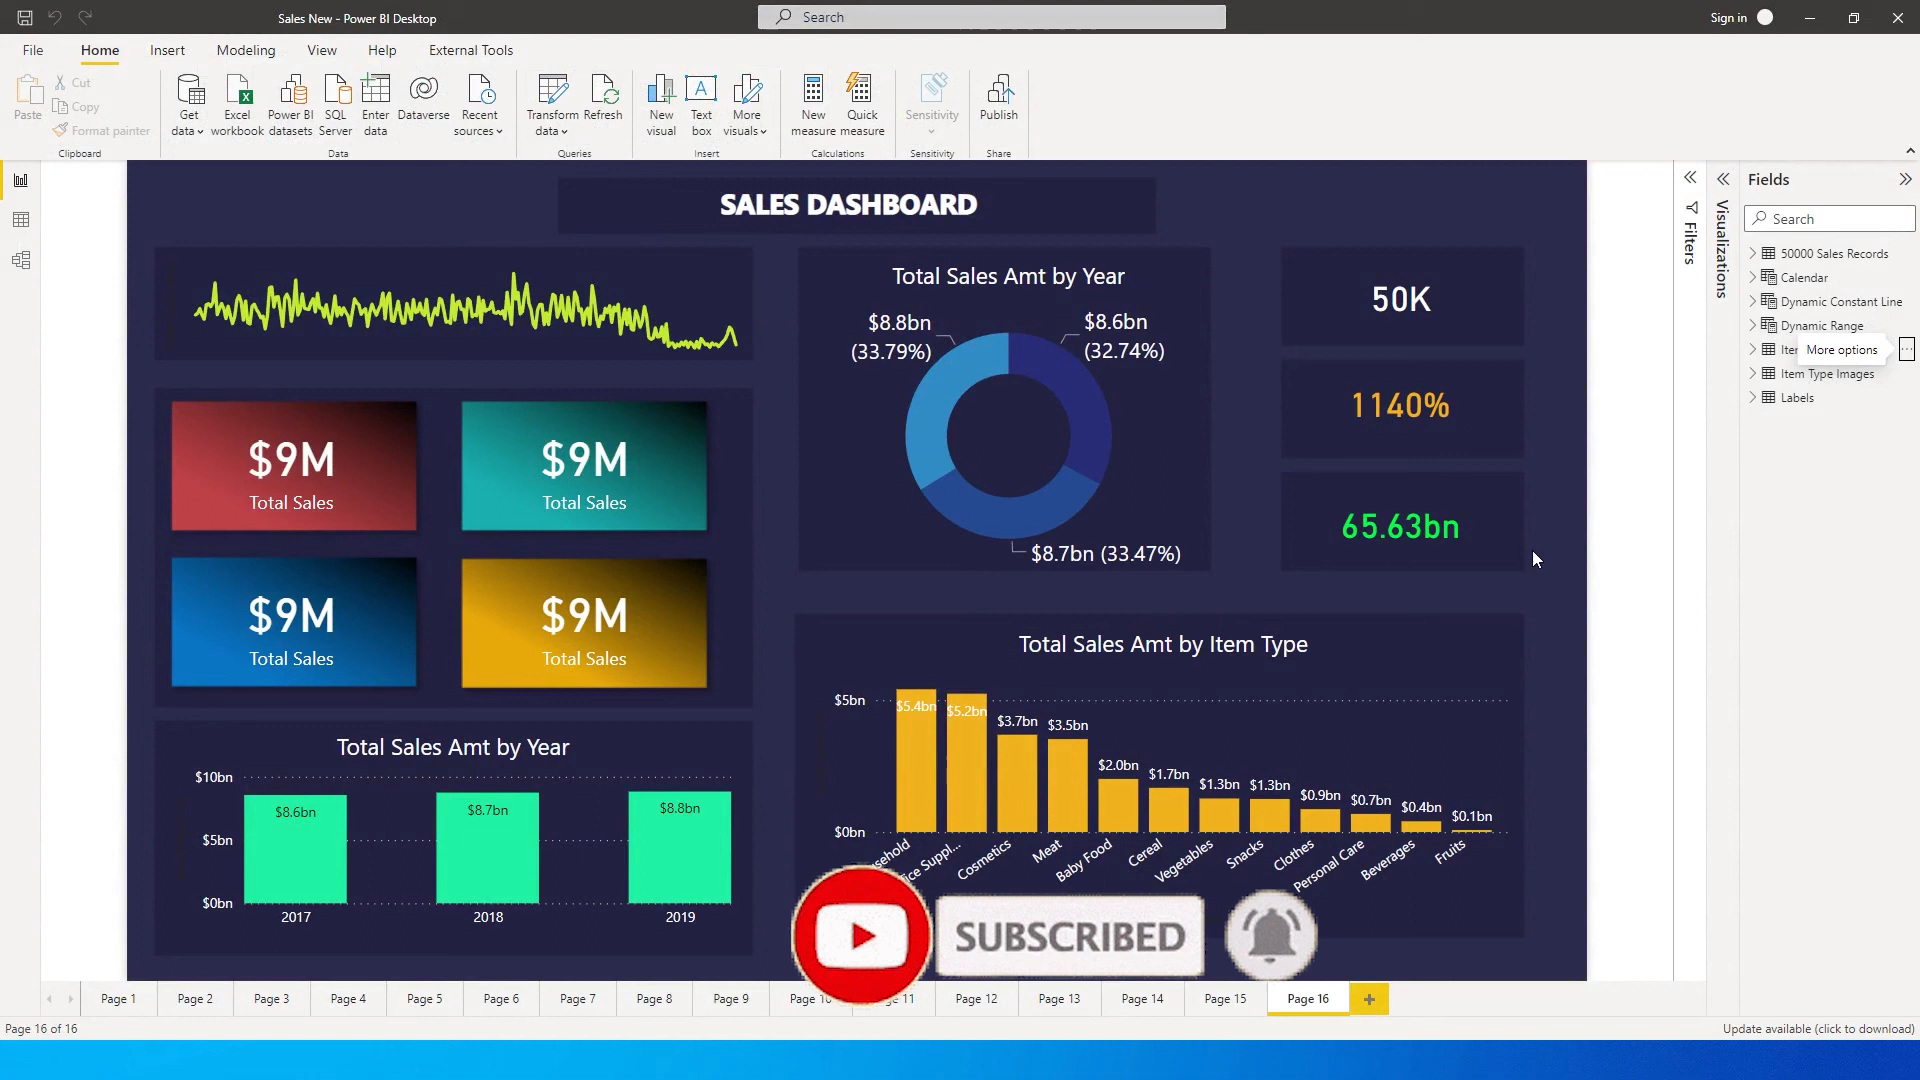 Sales New - Power BI Desktop
Search
Sign in
File
Home
Insert
Modeling
View
Help
External Tools
Paste
Cut
Copy
Format painter
Clipboard
Get data
Excel workbook
Power BI datasets
SQL Server
Enter data
Dataverse
Recent sources
Data
Transform data
Refresh
Queries
New visual
Text box
More visuals
Insert
New measure
Quick measure
Calculations
Sensitivity
Sensitivity
Publish
Share
SALES DASHBOARD
$9M
Total Sales
$9M
Total Sales
$9M
Total Sales
$9M
Total Sales
Total Sales Amt by Year
$10bn
$5bn
$0bn
$8.6bn
$8.7bn
$8.8bn
2017
2018
2019
Total Sales Amt by Year
$8.8bn
(33.79%)
$8.6bn
(32.74%)
$8.7bn (33.47%)
50K
1140%
65.63bn
Total Sales Amt by Item Type
$5bn
$0bn
$5.4bn
$5.2bn
$3.7bn
$3.5bn
$2.0bn
$1.7bn
$1.3bn
$1.3bn
$0.9bn
$0.7bn
$0.4bn
$0.1bn
Cosmetics
Meat
Baby Food
Cereal
Vegetables
Snacks
Clothes
Personal Care
Beverages
Fruits
SUBSCRIBED
Filters
Visualizations
Fields
Search
50000 Sales Records
Calendar
Dynamic Constant Line
Dynamic Range
More options
Item Type Images
Labels
Page 1
Page 2
Page 3
Page 4
Page 5
Page 6
Page 7
Page 8
Page 9
Page 12
Page 13
Page 14
Page 15
Page 16
Page 16 of 16
Update available (click to download)